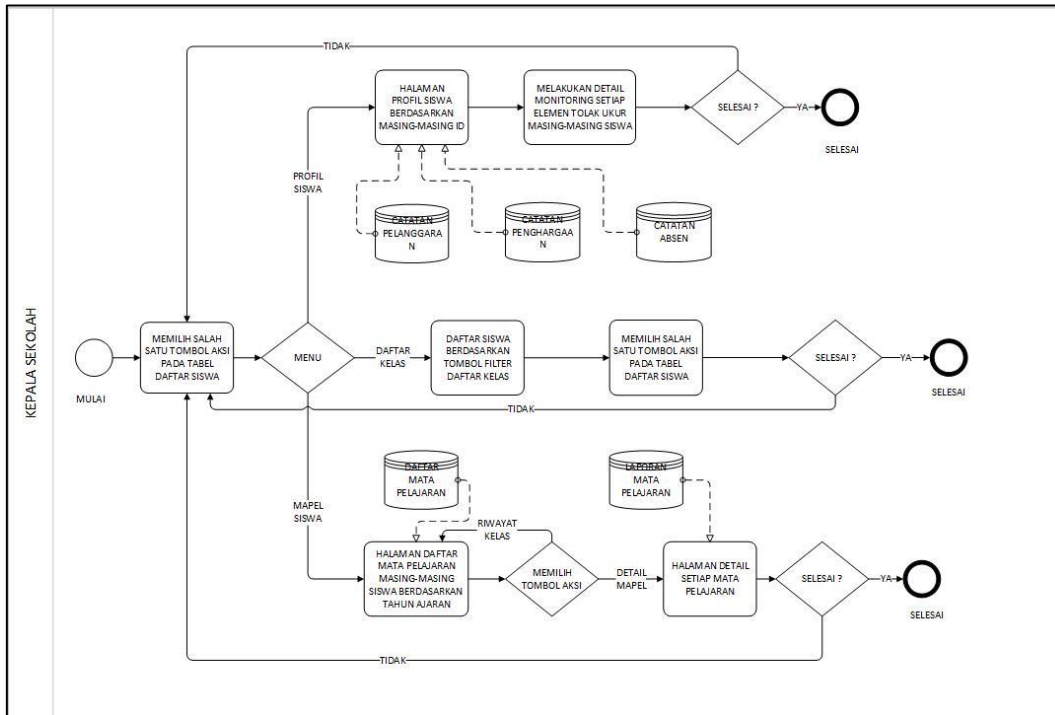 KEPALA SEKOLAH
TIDAK
HALAMAN
PROFIL SISWA
BERDASARKAN
MASING-MASING ID
MELAKUKAN DETAIL
MONITORING SETIAP
ELEMEN TOLAK UKUR
MASING-MASING SISWA
SELESAI ?
YA
SELESAI
PROFIL
SISWA
CATATAN
PELANGGARA
N
CATATAN
PENGHARGAA
N
CATATAN
ABSEN
MULAI
MEMILIH SALAH
SATU TOMBOL AKSI
PADA TABEL
DAFTAR SISWA
MENU
DAFTAR
KELAS
DAFTAR SISWA
BERDASARKAN
TOMBOL FILTER
DAFTAR KELAS
MEMILIH SALAH
SATU TOMBOL AKSI
PADA TABEL
DAFTAR SISWA
SELESAI ?
YA
SELESAI
TIDAK
DAFTAR
MATA
PELAJARAN
LAPORAN
MATA
PELAJARAN
MAPEL
SISWA
RIWAYAT
KELAS
HALAMAN DAFTAR
MATA PELAJARAN
MASING-MASING
SISWA BERDASARKAN
TAHUN AJARAN
MEMILIH
TOMBOL AKSI
DETAIL
MAPEL
HALAMAN DETAIL
SETIAP MATA
PELAJARAN
SELESAI ?
YA
SELESAI
TIDAK